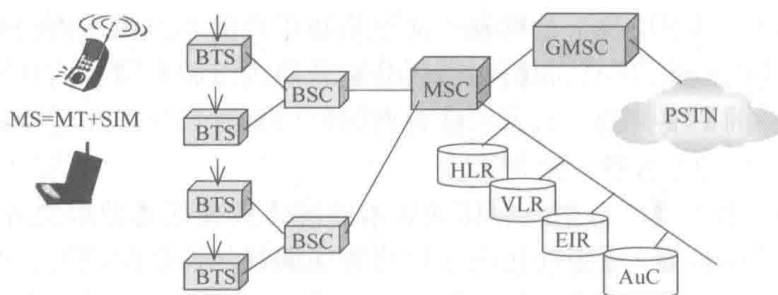 MS=MT+SIM
BTS
BTS
BTS
BTS
BSC
BSC
MSC
GMSC
PSTN
HLR
VLR
EIR
AuC